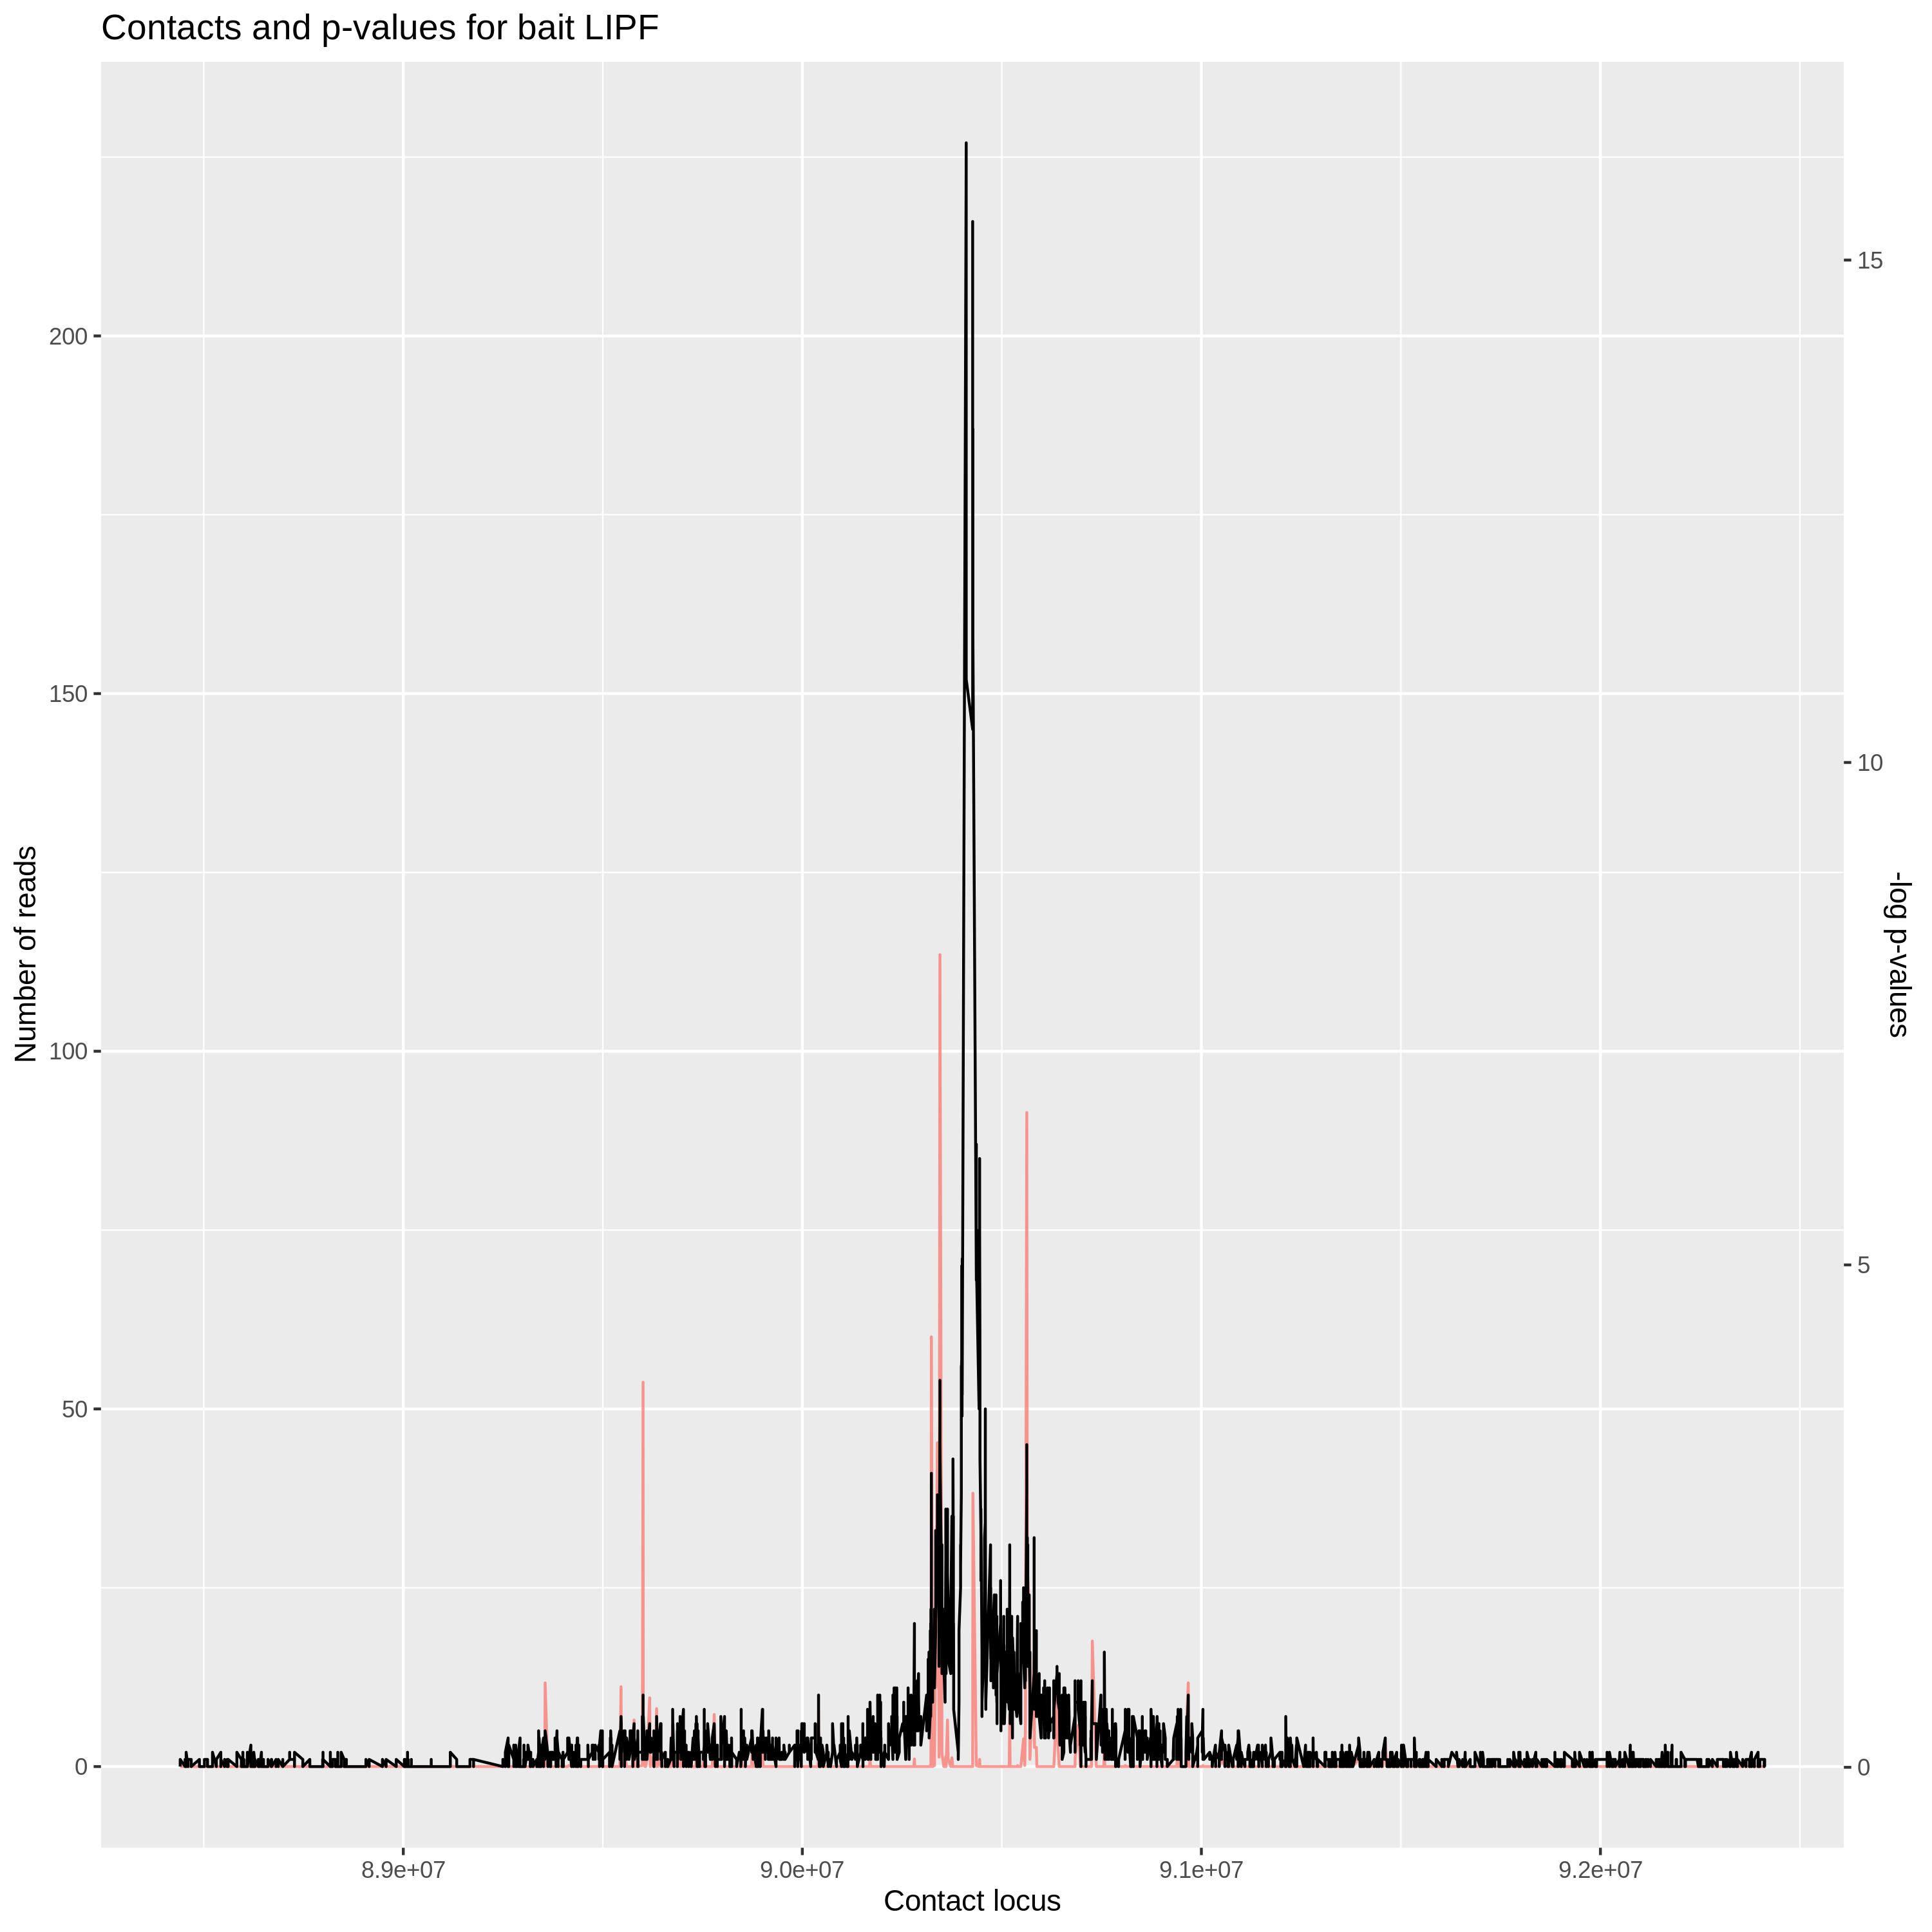 Contacts and p-values for bait LIPF
Number of reads
200
150
100
50
0
15
10
5
0
-log p-values
8.9e+07
9.0e+07
9.1e+07
9.2e+07
Contact locus